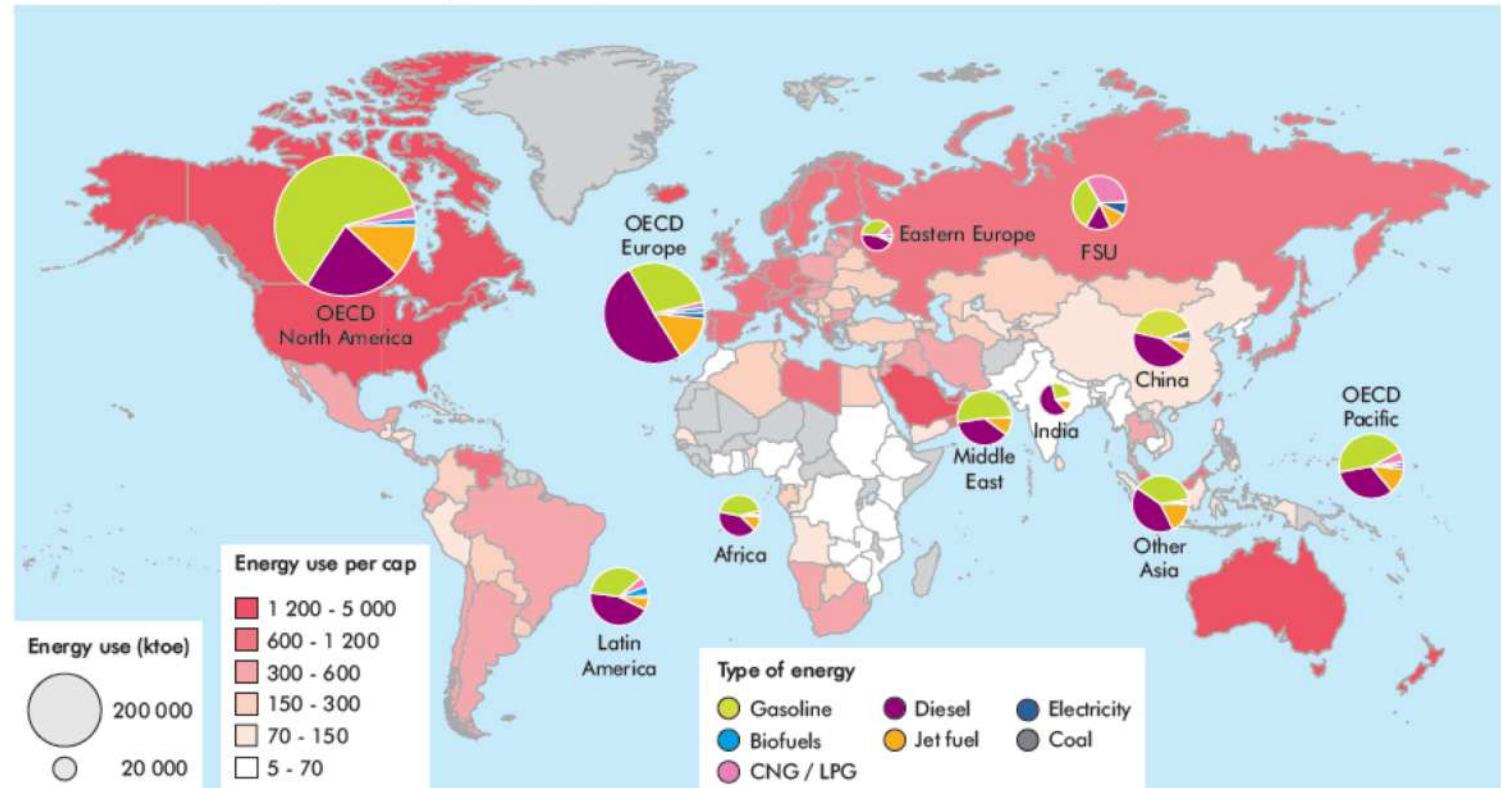 OECD
North America
OECD
Europe
Eastern Europe
FSU
China
India
Middle
East
OECD
Pacific
Other
Asia
Africa
Latin
America
Energy use (ktoe)
200 000
20 000
Energy use per cap
1 200 - 5 000
600 - 1 200
300 - 600
150 - 300
70 - 150
5 - 70
Type of energy
Gasoline
Diesel
Electricity
Biofuels
Jet fuel
Coal
CNG / LPG